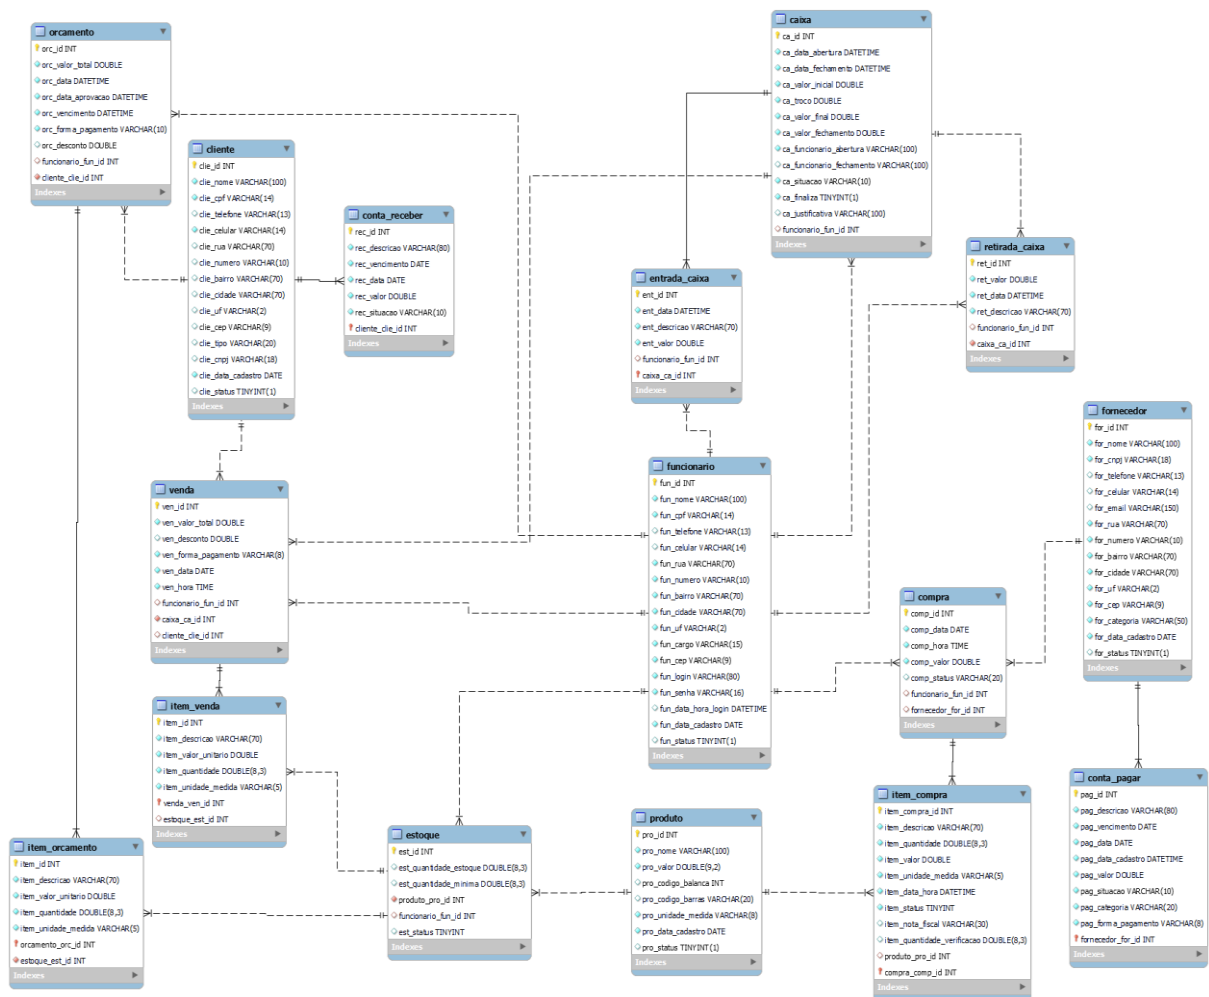 orcamento
orc_id INT
orc_valor_total DOUBLE
orc_data DATETIME
orc_data_aprovacao DATETIME
orc_vencimento DATETIME
orc_forma_pagamento VARCHAR(10)
orc_desconto DOUBLE
funcionario_fun_id INT
cliente_clie_id INT
Indexes
cliente
clie_id INT
clie_nome VARCHAR(100)
clie_cpf VARCHAR(14)
clie_telefone VARCHAR(13)
clie_celular VARCHAR(14)
clie_rua VARCHAR(70)
clie_numero VARCHAR(10)
clie_bairro VARCHAR(70)
clie_cidade VARCHAR(70)
clie_uf VARCHAR(2)
clie_cep VARCHAR(9)
clie_tipo VARCHAR(20)
clie_cnpj VARCHAR(18)
clie_data_cadastro DATE
clie_status TINYINT(1)
Indexes
conta_receber
rec_id INT
rec_descricao VARCHAR(80)
rec_vencimento DATE
rec_data DATE
rec_valor DOUBLE
rec_situacao VARCHAR(10)
cliente_clie_id INT
Indexes
caixa
ca_id INT
ca_data_abertura DATETIME
ca_data_fechamento DATETIME
ca_valor_inicial DOUBLE
ca_troco DOUBLE
ca_valor_final DOUBLE
ca_valor_fechamento DOUBLE
ca_funcionario_abertura VARCHAR(100)
ca_funcionario_fechamento VARCHAR(100)
ca_situacao VARCHAR(10)
ca_finaliza TINYINT(1)
ca_justificativa VARCHAR(100)
funcionario_fun_id INT
Indexes
entrada_caixa
ent_id INT
ent_data DATETIME
ent_descricao VARCHAR(70)
ent_valor DOUBLE
funcionario_fun_id INT
caixa_ca_id INT
Indexes
retirada_caixa
ret_id INT
ret_valor DOUBLE
ret_data DATETIME
ret_descricao VARCHAR(70)
funcionario_fun_id INT
caixa_ca_id INT
Indexes
venda
ven_id INT
ven_valor_total DOUBLE
ven_desconto DOUBLE
ven_forma_pagamento VARCHAR(8)
ven_data DATE
ven_hora TIME
funcionario_fun_id INT
caixa_ca_id INT
cliente_clie_id INT
Indexes
funcionario
fun_id INT
fun_nome VARCHAR(100)
fun_cpf VARCHAR(14)
fun_telefone VARCHAR(13)
fun_celular VARCHAR(14)
fun_rua VARCHAR(70)
fun_numero VARCHAR(10)
fun_bairro VARCHAR(70)
fun_cidade VARCHAR(70)
fun_uf VARCHAR(2)
fun_cargo VARCHAR(15)
fun_cep VARCHAR(9)
fun_login VARCHAR(80)
fun_senha VARCHAR(16)
fun_data_hora_login DATETIME
fun_data_cadastro DATE
fun_status TINYINT(1)
Indexes
fornecedor
for_id INT
for_nome VARCHAR(100)
for_cnpj VARCHAR(18)
for_telefone VARCHAR(13)
for_celular VARCHAR(14)
for_email VARCHAR(150)
for_rua VARCHAR(70)
for_numero VARCHAR(10)
for_bairro VARCHAR(70)
for_cidade VARCHAR(70)
for_uf VARCHAR(2)
for_cep VARCHAR(9)
for_categoria VARCHAR(50)
for_data_cadastro DATE
for_status TINYINT(1)
Indexes
compra
comp_id INT
comp_data DATE
comp_hora TIME
comp_valor DOUBLE
comp_status VARCHAR(20)
funcionario_fun_id INT
fornecedor_for_id INT
Indexes
item_venda
item_id INT
item_descricao VARCHAR(70)
item_valor_unitario DOUBLE
item_quantidade DOUBLE(8,3)
item_unidade_medida VARCHAR(5)
venda_ven_id INT
estoque_est_id INT
Indexes
item_orcamento
item_id INT
item_descricao VARCHAR(70)
item_valor_unitario DOUBLE
item_quantidade DOUBLE(8,3)
item_unidade_medida VARCHAR(5)
orcamento_orc_id INT
estoque_est_id INT
Indexes
estoque
est_id INT
est_quantidade_estoque DOUBLE(8,3)
est_quantidade_minima DOUBLE(8,3)
produto_pro_id INT
funcionario_fun_id INT
est_status TINYINT
Indexes
produto
pro_id INT
pro_nome VARCHAR(100)
pro_valor DOUBLE(9,2)
pro_codigo_balanca INT
pro_codigo_barras VARCHAR(20)
pro_unidade_medida VARCHAR(8)
pro_data_cadastro DATE
pro_status TINYINT(1)
Indexes
item_compra
item_compra_id INT
item_descricao VARCHAR(70)
item_quantidade DOUBLE(8,3)
item_valor DOUBLE
item_unidade_medida VARCHAR(5)
item_data_hora DATETIME
item_status TINYINT
item_nota_fiscal VARCHAR(30)
item_quantidade_verificacao DOUBLE(8,3)
produto_pro_id INT
compra_comp_id INT
Indexes
conta_pagar
pag_id INT
pag_descricao VARCHAR(80)
pag_vencimento DATE
pag_data DATE
pag_data_cadastro DATETIME
pag_valor DOUBLE
pag_situacao VARCHAR(10)
pag_categoria VARCHAR(20)
pag_forma_pagamento VARCHAR(8)
fornecedor_for_id INT
Indexes